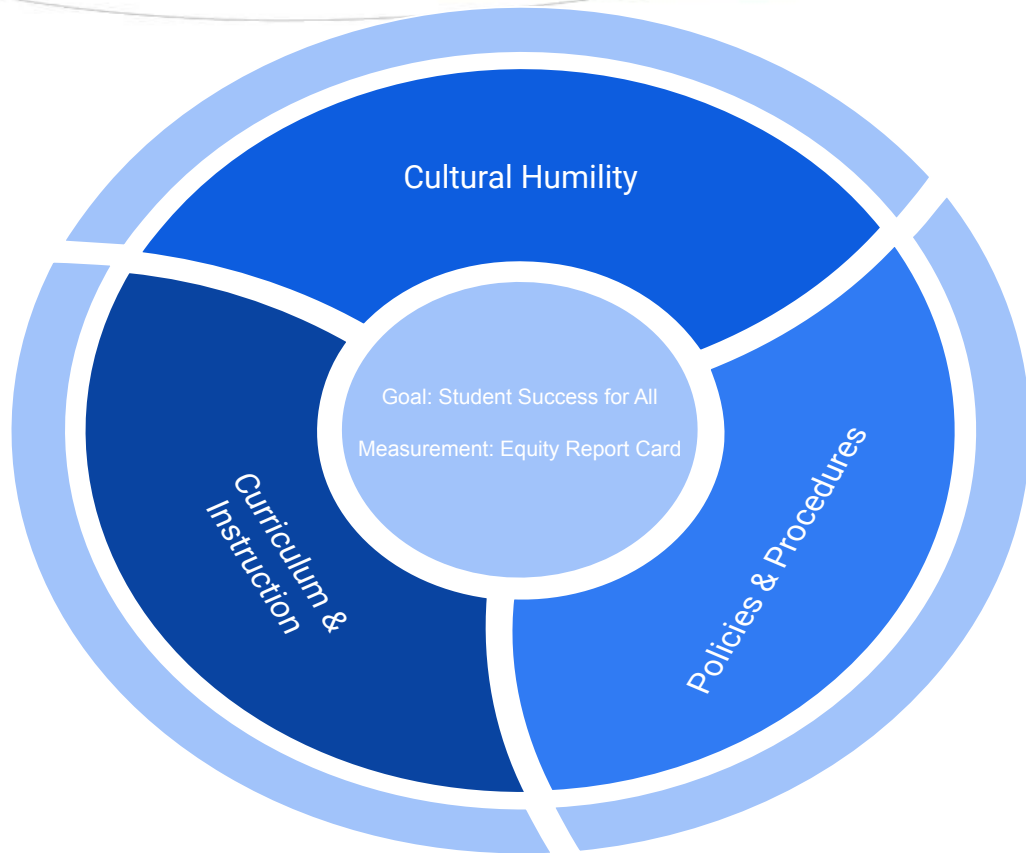 Cultural Humility
Goal: Student Success for All
Measurement: Equity Report Card
Curriculum &
Instruction
Policies & Procedures